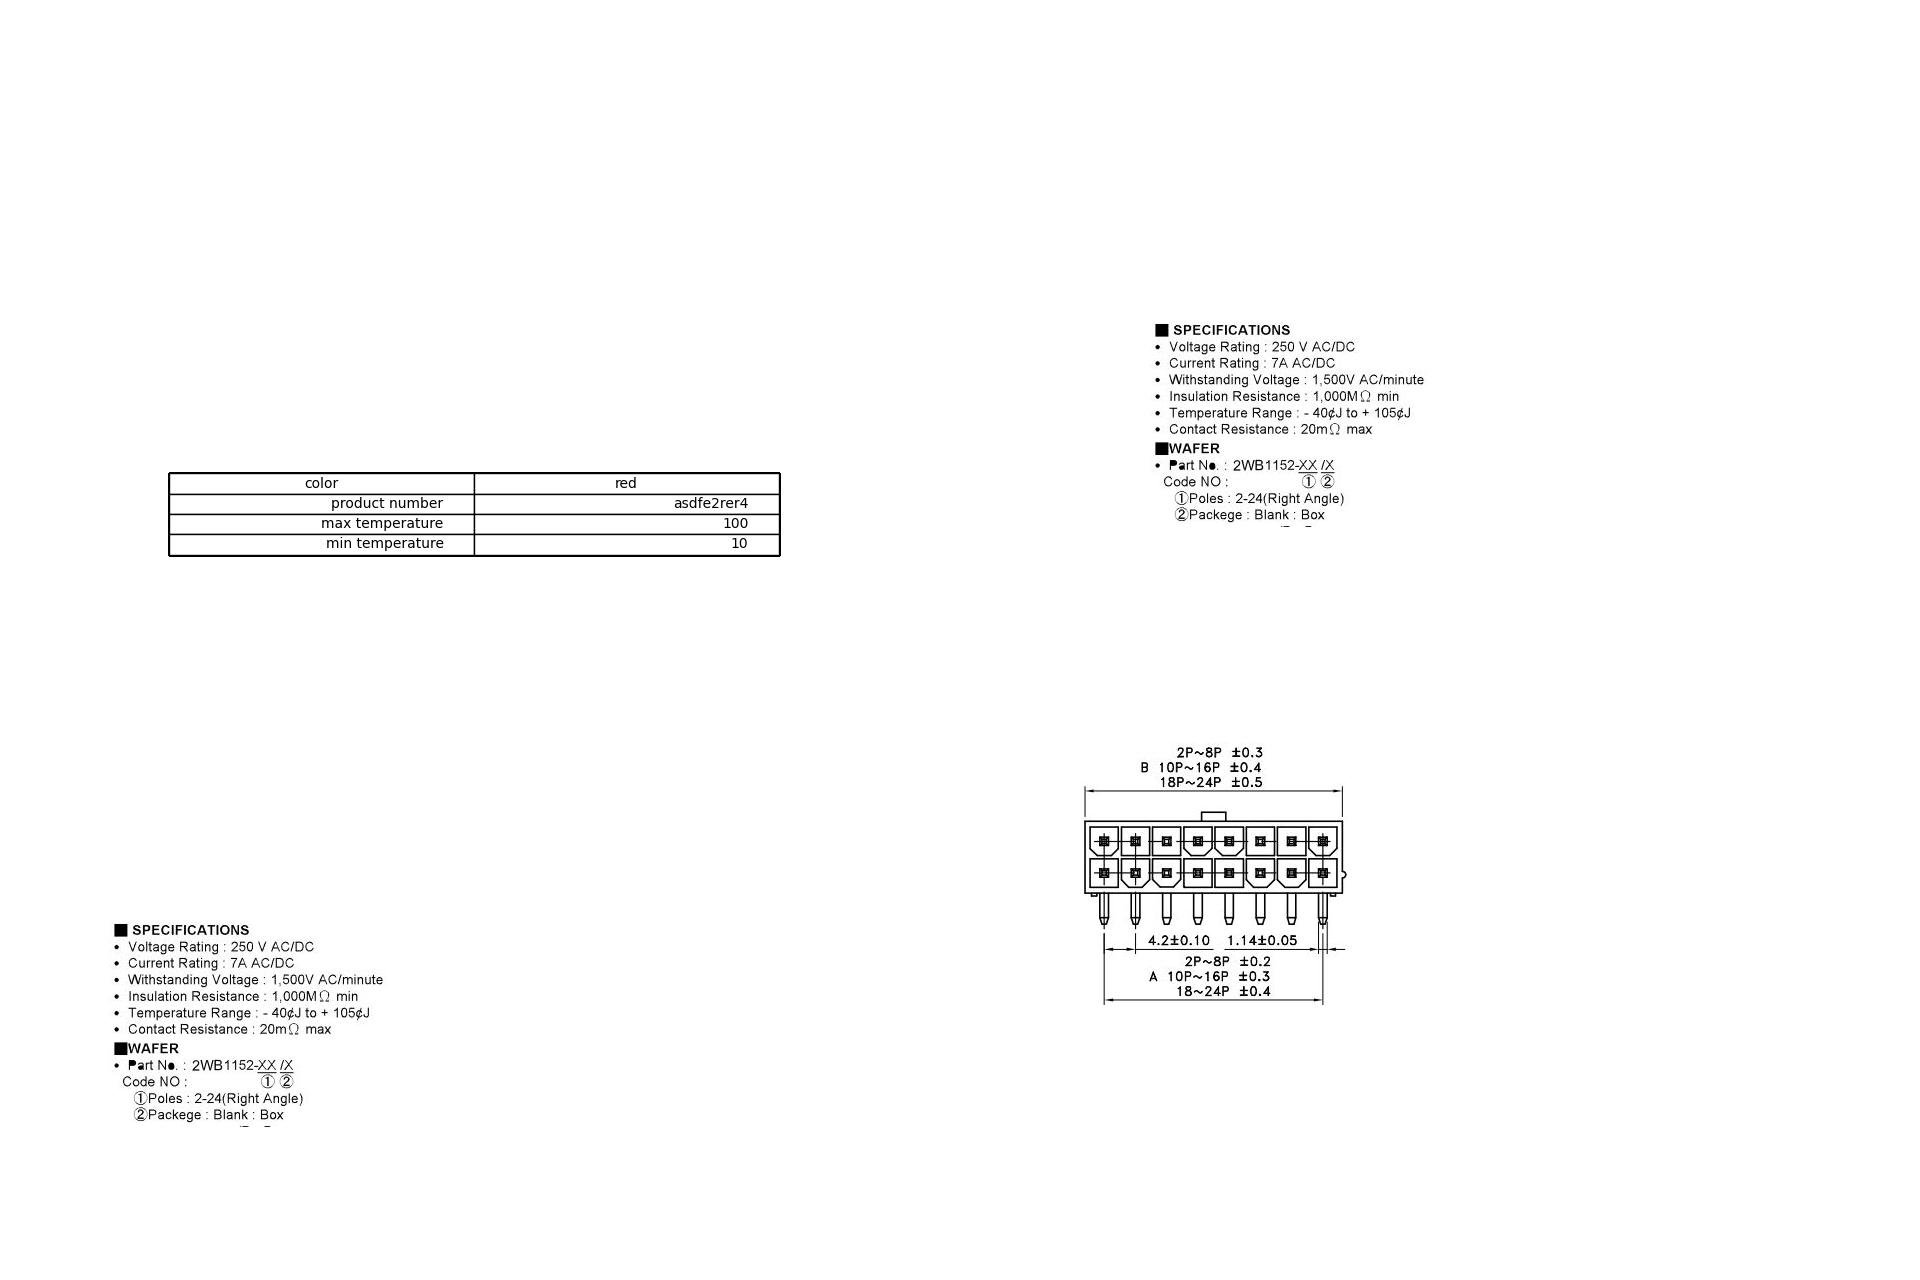 ■ SPECIFICATIONS
• Voltage Rating : 250 V AC/DC
• Current Rating : 7A AC/DC
• Withstanding Voltage : 1,500V AC/minute
• Insulation Resistance : 1,000MΩ min
• Temperature Range : - 40¢J to + 105¢J
• Contact Resistance : 20mΩ max
■WAFER
• Part No. : 2WB1152-XX /X
Code NO : ① ②
①Poles : 2-24(Right Angle)
②Packege : Blank : Box
color red
product number asdfe2rer4
max temperature 100
min temperature 10
2P~8P ±0.3
B 10P~16P ±0.4
18P~24P ±0.5
4.2±0.10 1.14±0.05
2P~8P ±0.2
A 10P~16P ±0.3
18~24P ±0.4
■ SPECIFICATIONS
• Voltage Rating : 250 V AC/DC
• Current Rating : 7A AC/DC
• Withstanding Voltage : 1,500V AC/minute
• Insulation Resistance : 1,000MΩ min
• Temperature Range : - 40¢J to + 105¢J
• Contact Resistance : 20mΩ max
■WAFER
• Part No. : 2WB1152-XX /X
Code NO : ① ②
①Poles : 2-24(Right Angle)
②Packege : Blank : Box